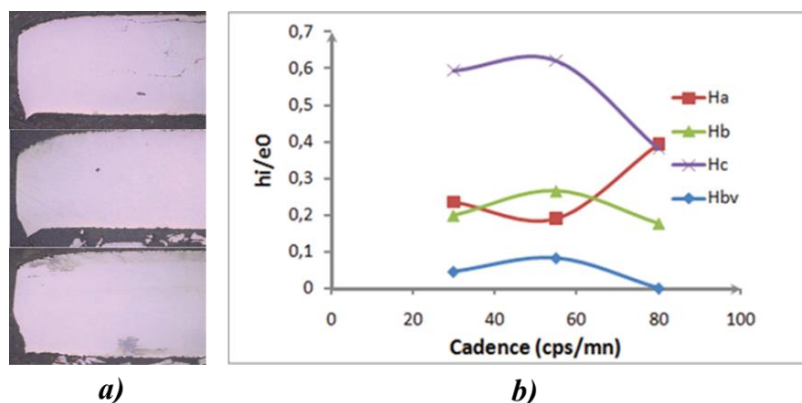 0,7
0,6
0,5
0,4
0,3
0,2
0,1
0
hi/e0
0 20 40 60 80 100
Cadence (cps/mn)
Ha
Hb
Hc
Hbv
a) b)